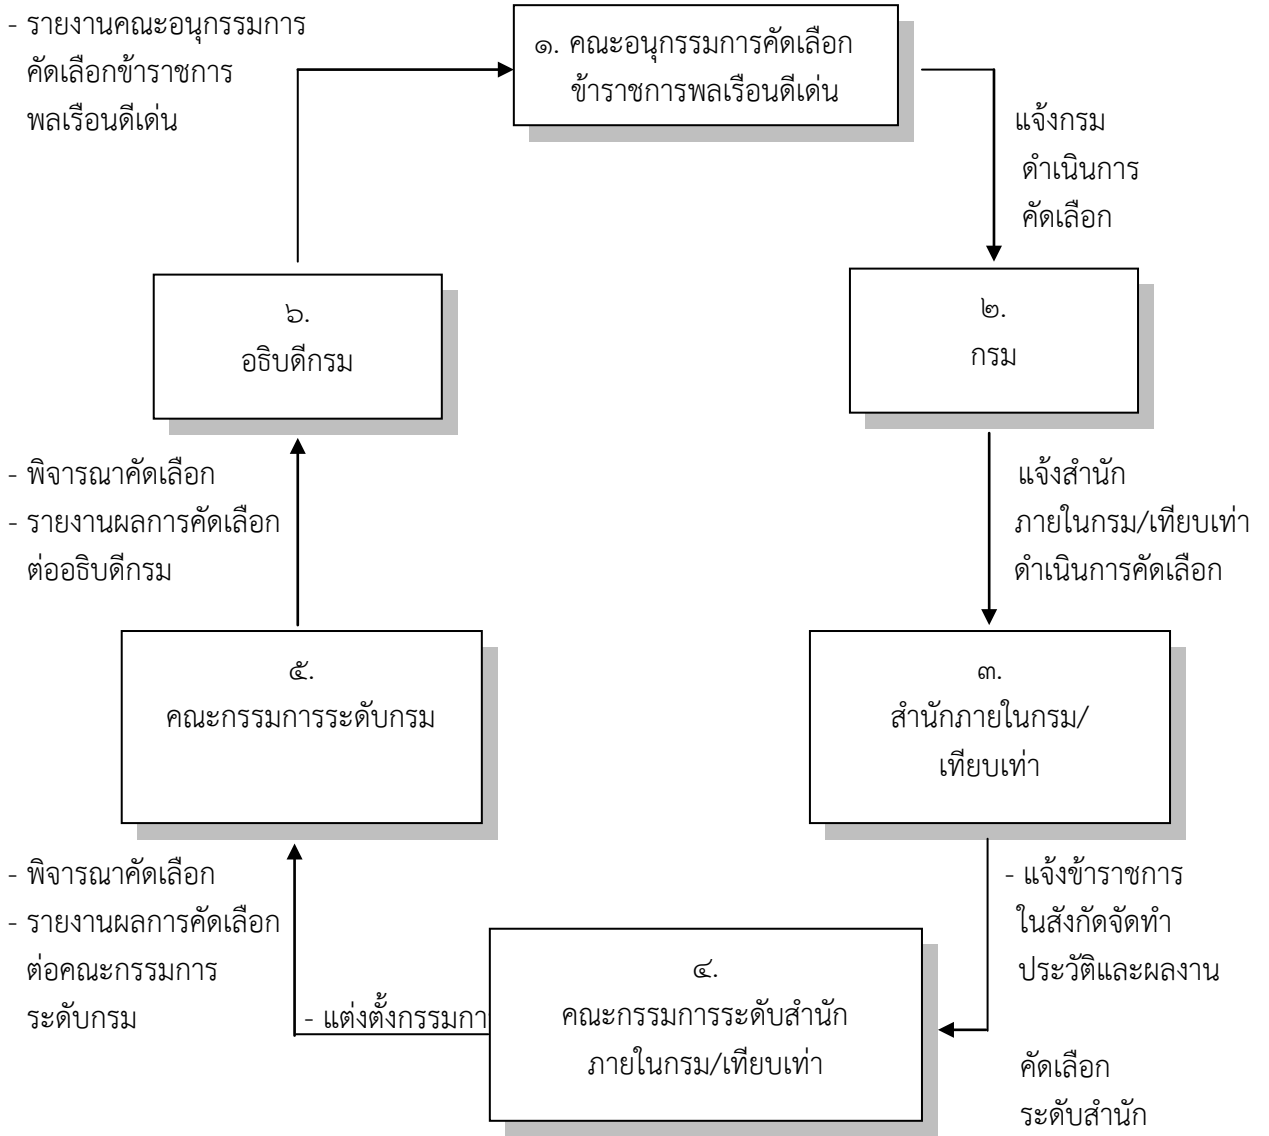 - รายงานคณะอนุกรรมการ
คัดเลือกข้าราชการ
พลเรือนดีเด่น
๑. คณะอนุกรรมการคัดเลือก
ข้าราชการพลเรือนดีเด่น
แจ้งกรม
ดำเนินการ
คัดเลือก
๒.
กรม
แจ้งสำนัก
ภายในกรม/เทียบเท่า
ดำเนินการคัดเลือก
๓.
สำนักภายในกรม/
เทียบเท่า
- แจ้งข้าราชการ
ในสังกัดจัดทำ
ประวัติและผลงาน
คัดเลือก
ระดับสำนัก
๔.
คณะกรรมการระดับสำนัก
ภายในกรม/เทียบเท่า
- แต่งตั้งกรรมกา
- พิจารณาคัดเลือก
- รายงานผลการคัดเลือก
ต่อคณะกรรมการ
ระดับกรม
๕.
คณะกรรมการระดับกรม
- พิจารณาคัดเลือก
- รายงานผลการคัดเลือก
ต่ออธิบดีกรม
๖.
อธิบดีกรม